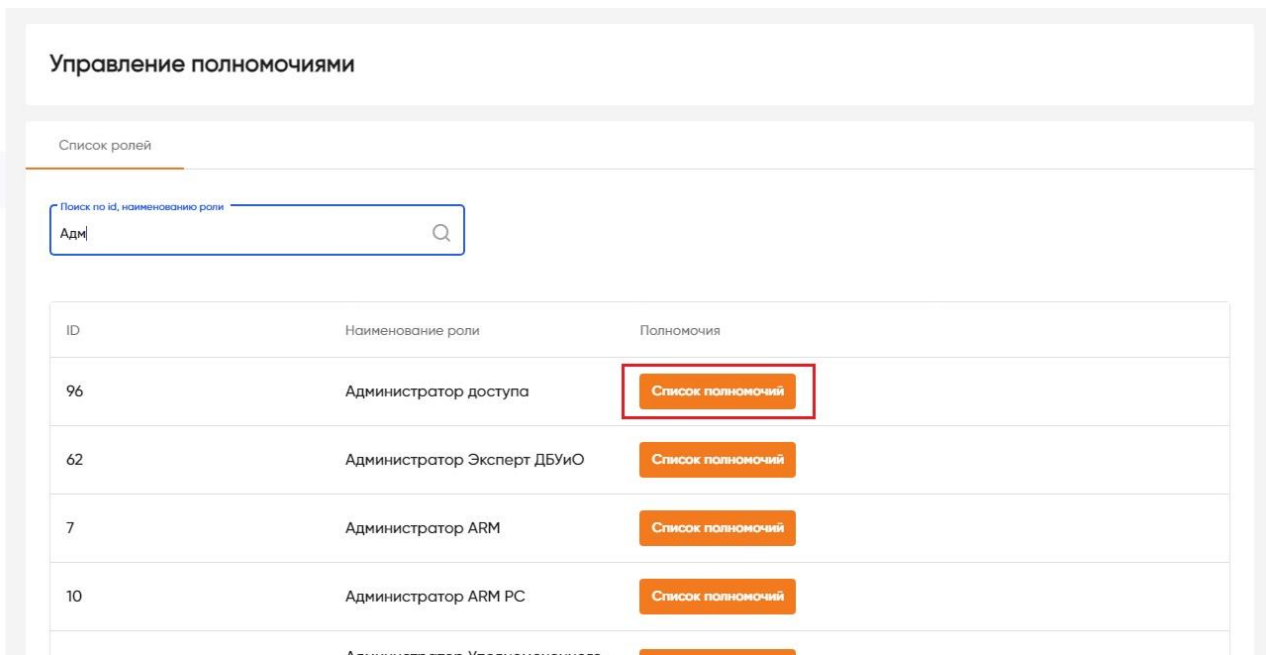 Управление полномочиями
Список ролей
Поиск по id, наименованию роли
Адм
ID Наименование роли Полномочия
96 Администратор доступа Список полномочий
62 Администратор Эксперт ДБУиО Список полномочий
7 Администратор ARM Список полномочий
10 Администратор ARM PC Список полномочий